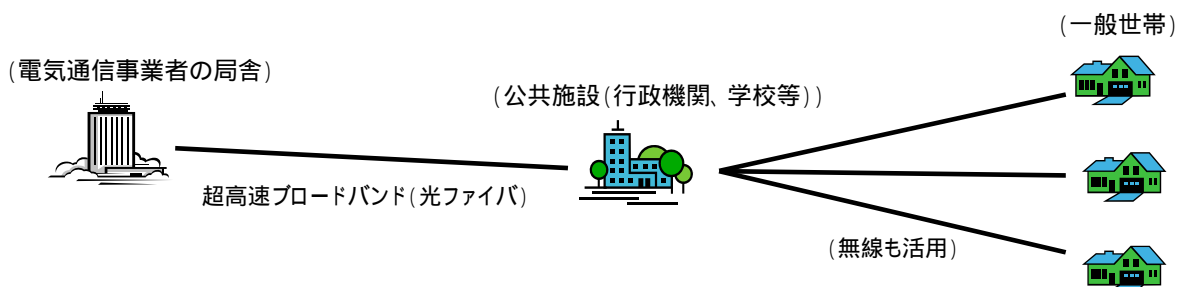 (一般世帯)
(電気通信事業者の局舎)
(公共施設(行政機関、学校等))
超高速ブロードバンド(光ファイバ)
(無線も活用)